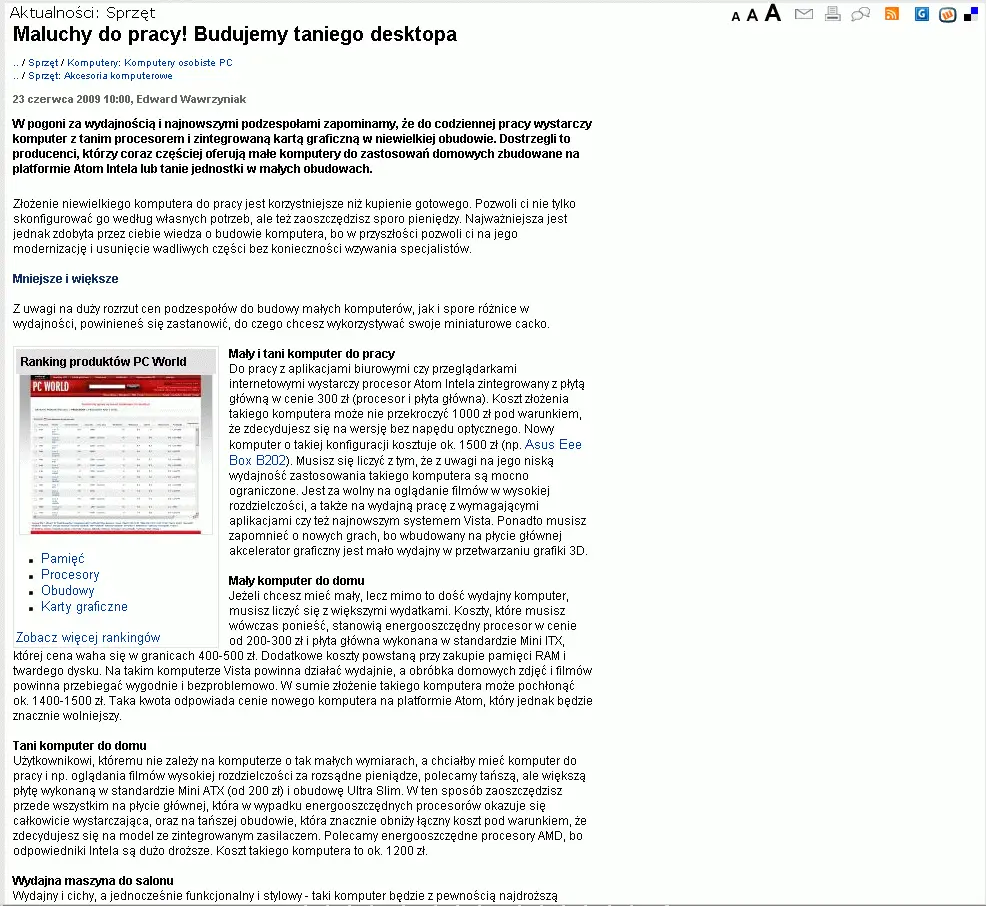 Aktualności: Sprzęt
A A A
Maluchy do pracy! Budujemy taniego desktopa
.. / Sprzęt / Komputery: Komputery osobiste PC
.. / Sprzęt: Akcesoria komputerowe
23 czerwca 2009 10:00, Edward Wawrzyniak
W pogoni za wydajnością i najnowszymi podzespołami zapominamy, że do codziennej pracy wystarczy
komputer z tanim procesorem i zintegrowaną kartą graficzną w niewielkiej obudowie. Dostrzegli to
producenci, którzy coraz częściej oferują małe komputery do zastosowań domowych zbudowane na
platformie Atom Intela lub tanie jednostki w małych obudowach.
Złożenie niewielkiego komputera do pracy jest korzystniejsze niż kupienie gotowego. Pozwoli ci nie tylko
skonfigurować go według własnych potrzeb, ale też zaoszczędzisz sporo pieniędzy. Najważniejsza jest
jednak zdobyta przez ciebie wiedza o budowie komputera, bo w przyszłości pozwoli ci na jego
modernizację i usunięcie wadliwych części bez konieczności wzywania specjalistów.
Mniejsze i większe
Z uwagi na duży rozrzut cen podzespołów do budowy małych komputerów, jak i spore różnice w
wydajności, powinieneś się zastanowić, do czego chcesz wykorzystywać swoje miniaturowe cacko.
Ranking produktów PC World
PC WORLD
Pamięć
Procesory
Obudowy
Karty graficzne
Zobacz więcej rankingów
Mały i tani komputer do pracy
Do pracy z aplikacjami biurowymi czy przeglądarkami
internetowymi wystarczy procesor Atom Intela zintegrowany z płytą
główną w cenie 300 zł (procesor i płyta główna). Koszt złożenia
takiego komputera może nie przekroczyć 1000 zł pod warunkiem,
że zdecydujesz się na wersję bez napędu optycznego. Nowy
komputer o takiej konfiguracji kosztuje ok. 1500 zł (np. Asus Eee
Box B202). Musisz się liczyć z tym, że z uwagi na jego niską
wydajność zastosowania takiego komputera są mocno
ograniczone. Jest za wolny na oglądanie filmów w wysokiej
rozdzielczości, a także na wydajną pracę z wymagającymi
aplikacjami czy też najnowszym systemem Vista. Ponadto musisz
zapomnieć o nowych grach, bo wbudowany na płycie głównej
akcelerator graficzny jest mało wydajny w przetwarzaniu grafiki 3D.
Mały komputer do domu
Jeżeli chcesz mieć mały, lecz mimo to dość wydajny komputer,
musisz liczyć się z większymi wydatkami. Koszty, które musisz
wówczas ponieść, stanowią energooszczędny procesor w cenie
od 200-300 zł i płyta główna wykonana w standardzie Mini ITX,
której cena waha się w granicach 400-500 zł. Dodatkowe koszty powstaną przy zakupie pamięci RAM i
twardego dysku. Na takim komputerze Vista powinna działać wydajnie, a obróbka domowych zdjęć i filmów
powinna przebiegać wygodnie i bezproblemowo. W sumie złożenie takiego komputera może pochłonąć
ok. 1400-1500 zł. Taka kwota odpowiada cenie nowego komputera na platformie Atom, który jednak będzie
znacznie wolniejszy.
Tani komputer do domu
Użytkownikowi, któremu nie zależy na komputerze o tak małych wymiarach, a chciałby mieć komputer do
pracy i np. oglądania filmów wysokiej rozdzielczości za rozsądne pieniądze, polecamy tańszą, ale większą
płytę wykonaną w standardzie Mini ATX (od 200 zł) i obudowę Ultra Slim. W ten sposób zaoszczędzisz
przede wszystkim na płycie głównej, która w wypadku energooszczędnych procesorów okazuje się
całkowicie wystarczająca, oraz na tańszej obudowie, która znacznie obniży łączny koszt pod warunkiem, że
zdecydujesz się na model ze zintegrowanym zasilaczem. Polecamy energooszczędne procesory AMD, bo
odpowiedniki Intela są dużo droższe. Koszt takiego komputera to ok. 1200 zł.
Wydajna maszyna do salonu
Wydajny i cichy, a jednocześnie funkcjonalny i stylowy - taki komputer będzie z pewnością najdroższą